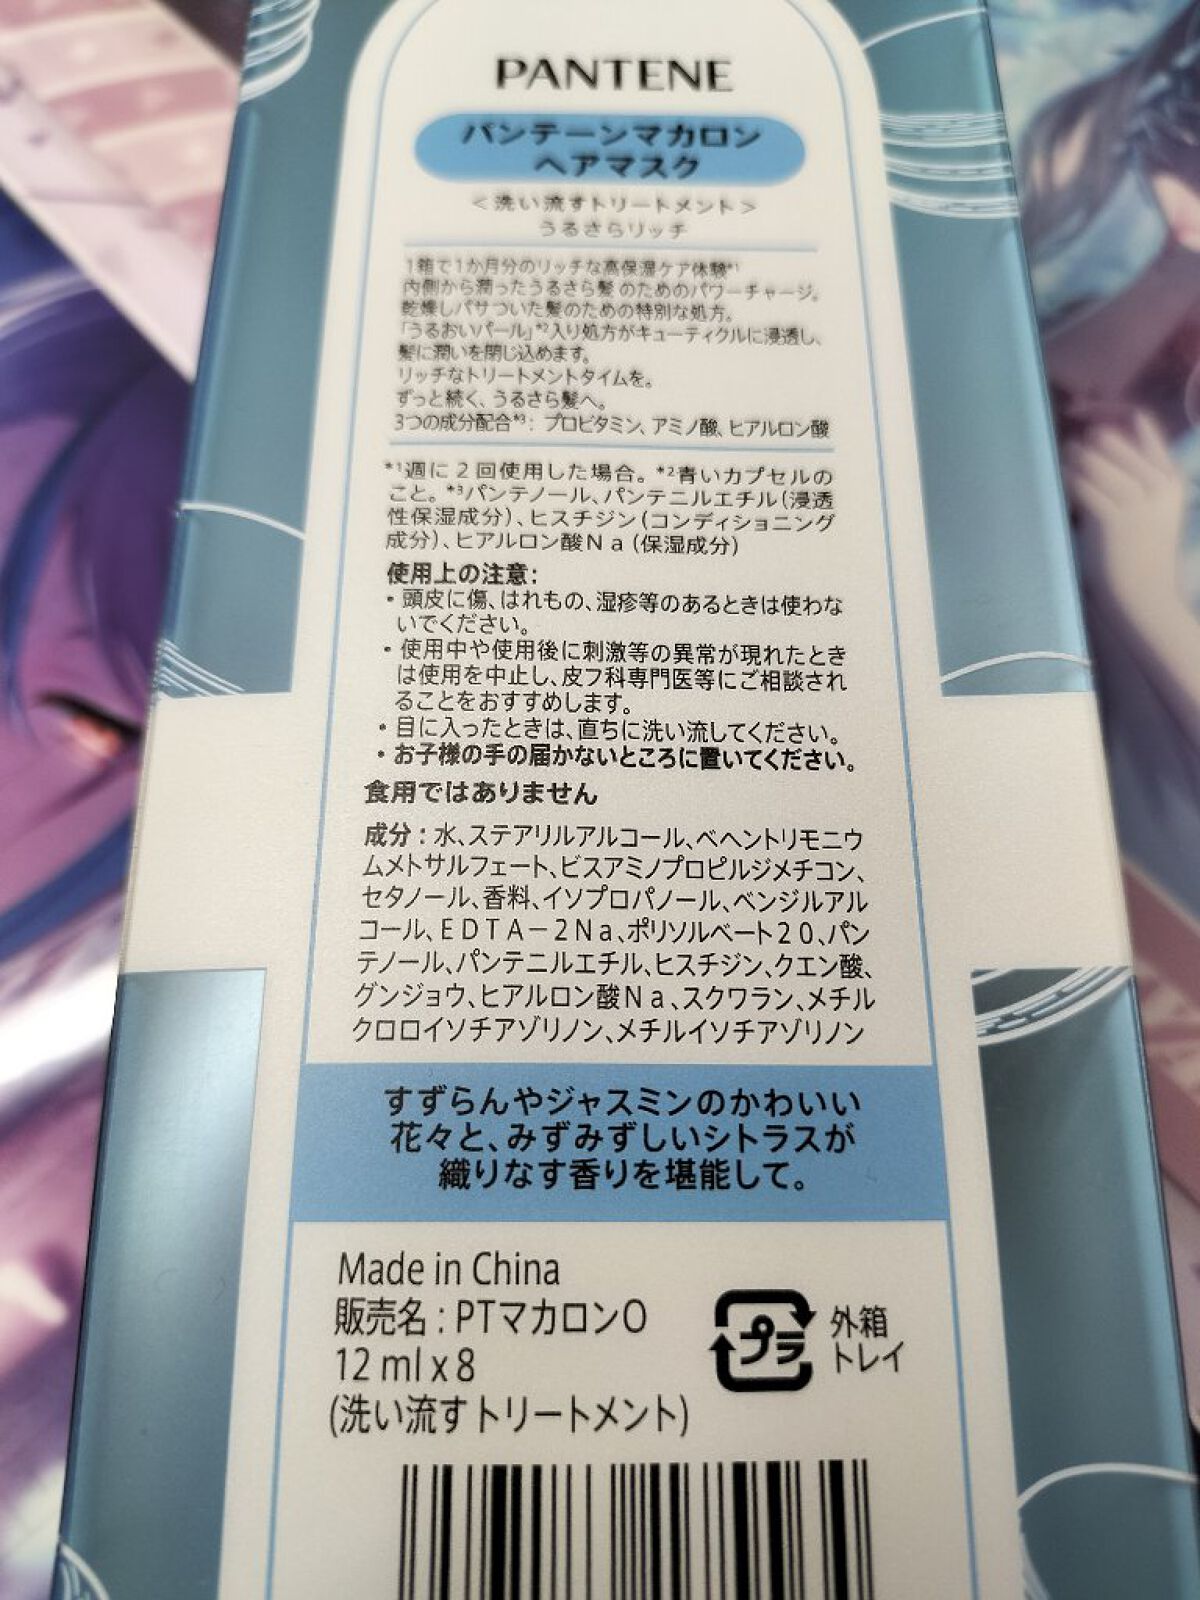 PANTENE
パンテーンマカロン
ヘアマスク
<洗い流すトリートメント>
うるさらリッチ
1箱で1か月分のリッチな高保湿ケア体験*1
内側から潤ったうるさら髪 のためのパワーチャージ。
乾燥しパサついた髪のための特別な処方。
「うるおいパール」*2入り処方がキューティクルに浸透し、
髪に潤いを閉じ込めます。
リッチなトリートメントタイムを。
ずっと続く、うるさら髪へ。
3つの成分配合*3: プロビタミン、アミノ酸、ヒアルロン酸
*1週に2回使用した場合。*2青いカプセルの
こと。*3パンテノール、パンテニルエチル(浸透
性保湿成分)、ヒスチジン(コンディショニング
成分)、ヒアルロン酸Na(保湿成分)
使用上の注意:
・頭皮に傷、はれもの、湿疹等のあるときは使わな
いでください。
・使用中や使用後に刺激等の異常が現れたとき
は使用を中止し、皮フ科専門医等にご相談され
ることをおすすめします。
・目に入ったときは、直ちに洗い流してください。
・お子様の手の届かないところに置いてください。
食用ではありません
成分:水、ステアリルアルコール、ベヘントリモニウ
ムメトサルフェート、ビスアミノプロピルジメチコン、
セタノール、香料、イソプロパノール、ベンジルアル
コール、EDTA-2Na、ポリソルベート20、パン
テノール、パンテニルエチル、ヒスチジン、クエン酸、
グンジョウ、ヒアルロン酸Na、スクワラン、メチル
クロロイソチアゾリノン、メチルイソチアゾリノン
すずらんやジャスミンのかわいい
花々と、みずみずしいシトラスが
織りなす香りを堪能して。
Made in China
販売名:PTマカロンO
12 ml x 8
(洗い流すトリートメント)
プラ
外箱
トレイ